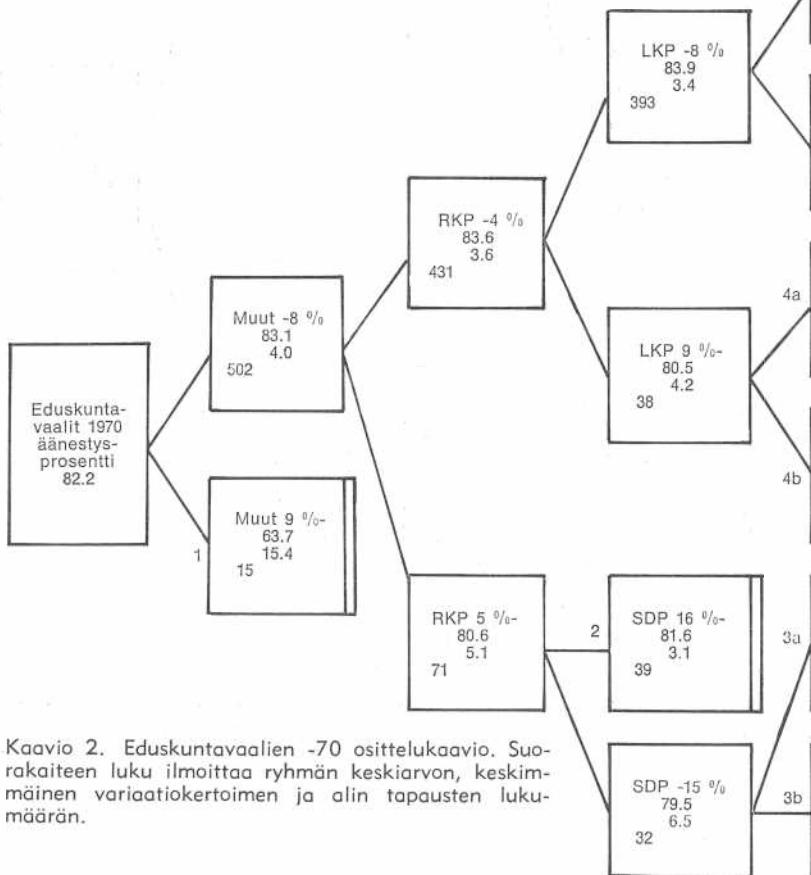 LKP -8 %
83.9
3.4
393
RKP -4 %
83.6
3.6
431
4a
Muut -8 %
83.1
4.0
502
LKP 9 %-
80.5
4.2
38
Eduskunta-
vaalit 1970
äänestys-
prosentti
82.2
4b
Muut 9 %-
63.7
15.4
15
1
RKP 5 %-
80.6
5.1
71
2
SDP 16 %-
81.6
3.1
39
3a
Kaavio 2. Eduskuntavaalien -70 osittelukaavio. Suo-
rakaiteen luku ilmoittaa ryhmän keskiarvon, keskim-
mäinen variaatiokertoimen ja alin tapausten luku-
määrän.
SDP -15 %
79.5
6.5
32
3b